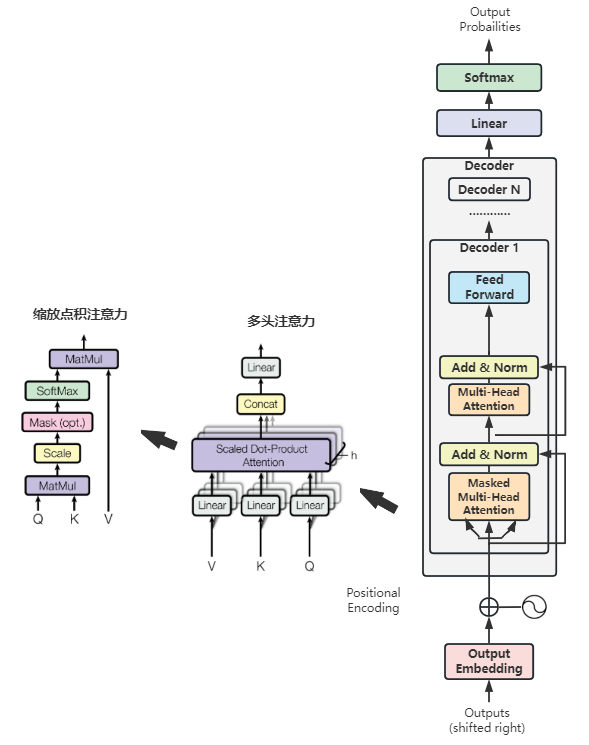 Output
Probailities
Softmax
Linear
Decoder
Decoder N
............
Decoder 1
Feed
Forward
Add & Norm
Multi-Head
Attention
Add & Norm
Masked
Multi-Head
Attention
Positional
Encoding
Output
Embedding
Outputs
(shifted right)
多头注意力
Linear
Concat
Scaled Dot-Product
Attention
h
Linear
Linear
Linear
V
K
Q
缩放点积注意力
MatMul
SoftMax
Mask (opt.)
Scale
MatMul
Q
K
V